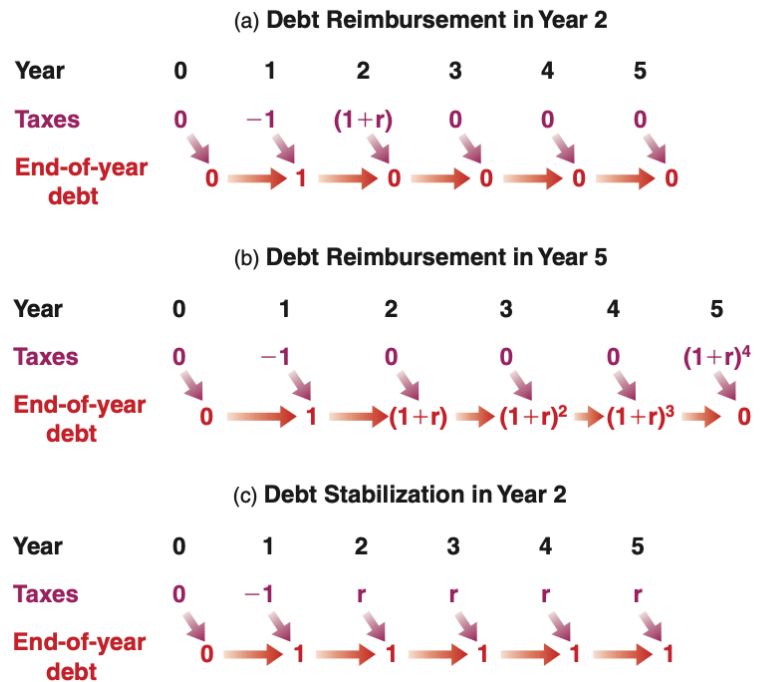 (a) Debt Reimbursement in Year 2
Year 0 1 2 3 4 5
Taxes 0 −1 (1+r) 0 0 0
End-of-year
debt 0 1 0 0 0 0
(b) Debt Reimbursement in Year 5
Year 0 1 2 3 4 5
Taxes 0 −1 0 0 0 (1+r)⁴
End-of-year
debt 0 1 (1+r) (1+r)² (1+r)³ 0
(c) Debt Stabilization in Year 2
Year 0 1 2 3 4 5
Taxes 0 −1 r r r r
End-of-year
debt 0 1 1 1 1 1